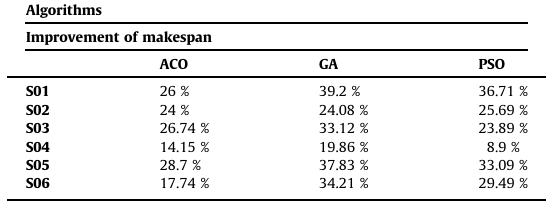 Algorithms
Improvement of makespan
ACO GA PSO
S01 26 % 39.2 % 36.71 %
S02 24 % 24.08 % 25.69 %
S03 26.74 % 33.12 % 23.89 %
S04 14.15 % 19.86 % 8.9 %
S05 28.7 % 37.83 % 33.09 %
S06 17.74 % 34.21 % 29.49 %